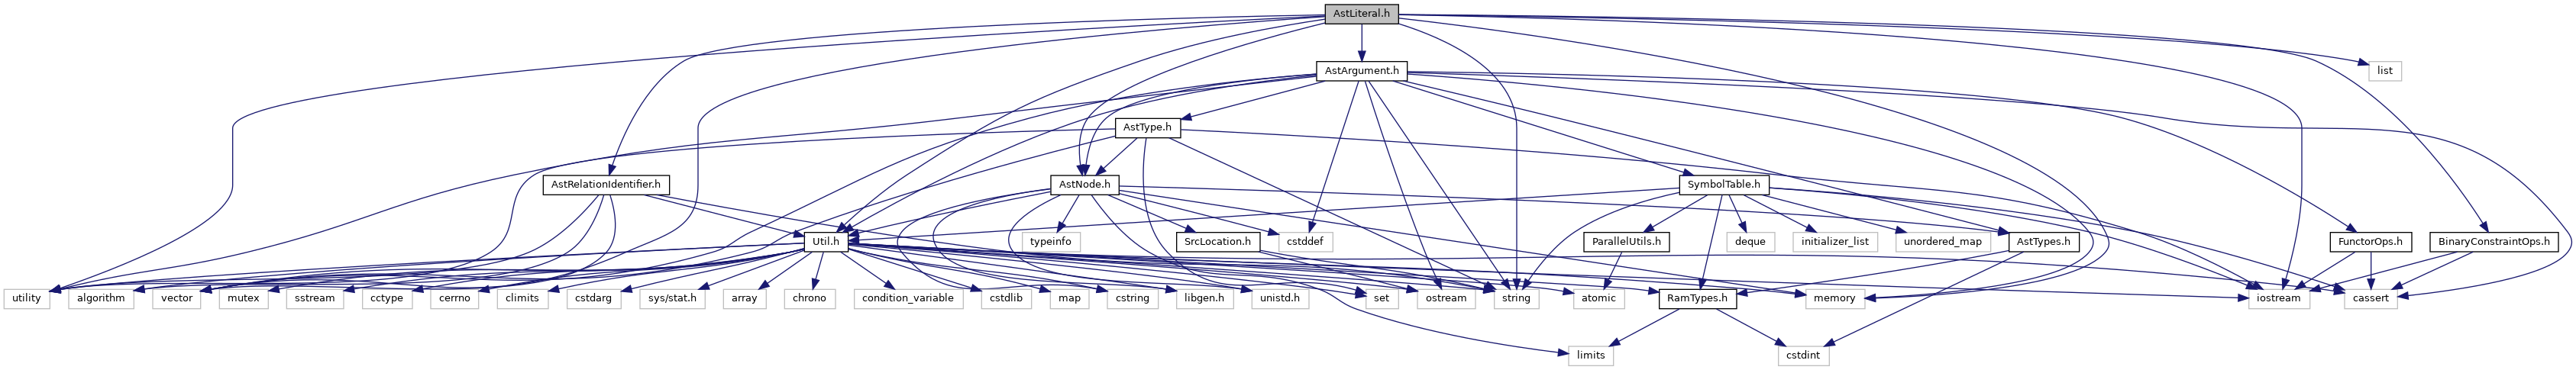 AstLiteral.h
AstArgument.h
list
AstType.h
AstRelationIdentifier.h
AstNode.h
SymbolTable.h
Util.h
typeinfo
SrcLocation.h
cstddef
ParallelUtils.h
deque
initializer_list
unordered_map
AstTypes.h
FunctorOps.h
BinaryConstraintOps.h
utility
algorithm
vector
mutex
sstream
cctype
cerrno
climits
cstdarg
sys/stat.h
array
chrono
condition_variable
cstdlib
map
cstring
libgen.h
unistd.h
set
ostream
string
atomic
RamTypes.h
memory
iostream
cassert
limits
cstdint